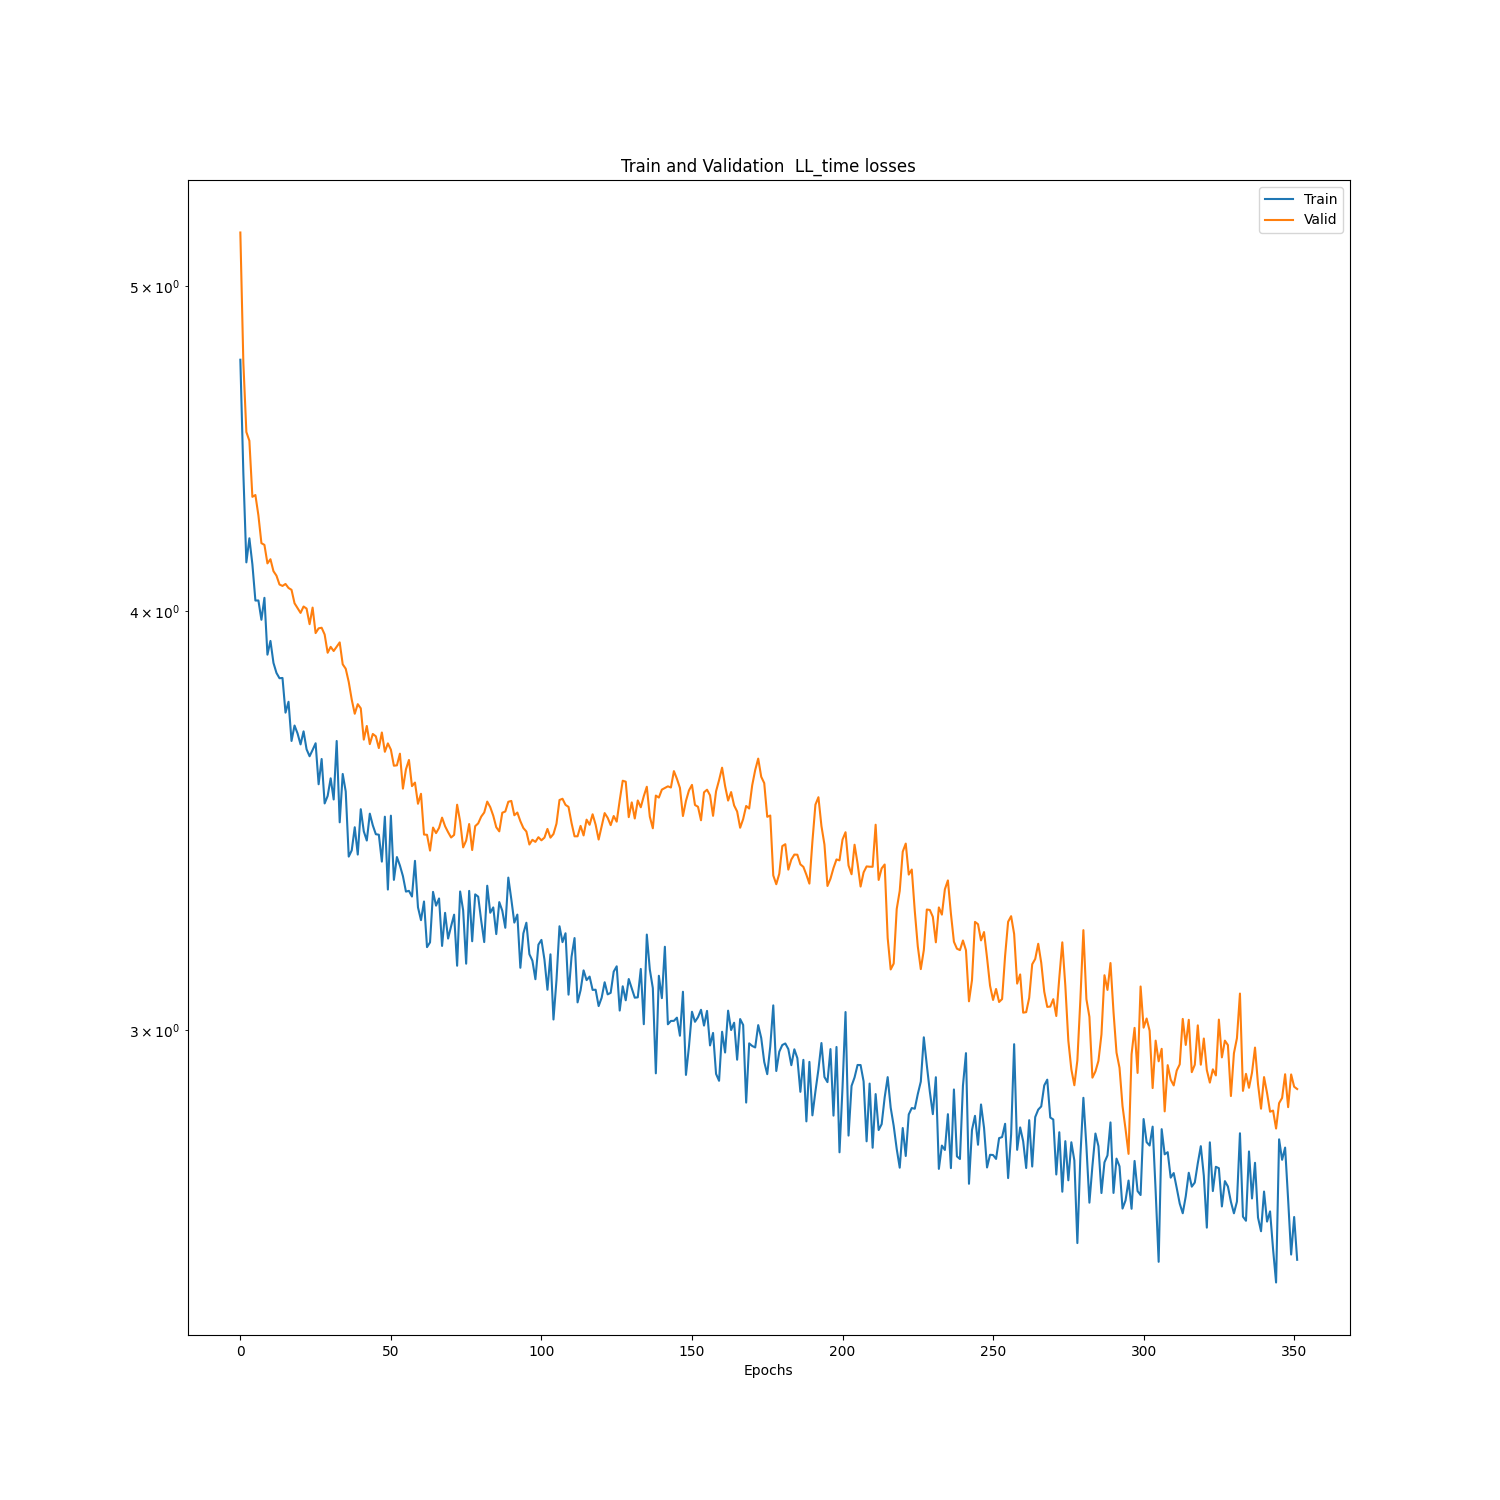 Train and Validation  LL_time losses
Train
Valid
5 × 10⁰
4 × 10⁰
3 × 10⁰
0 50 100 150 200 250 300 350
Epochs